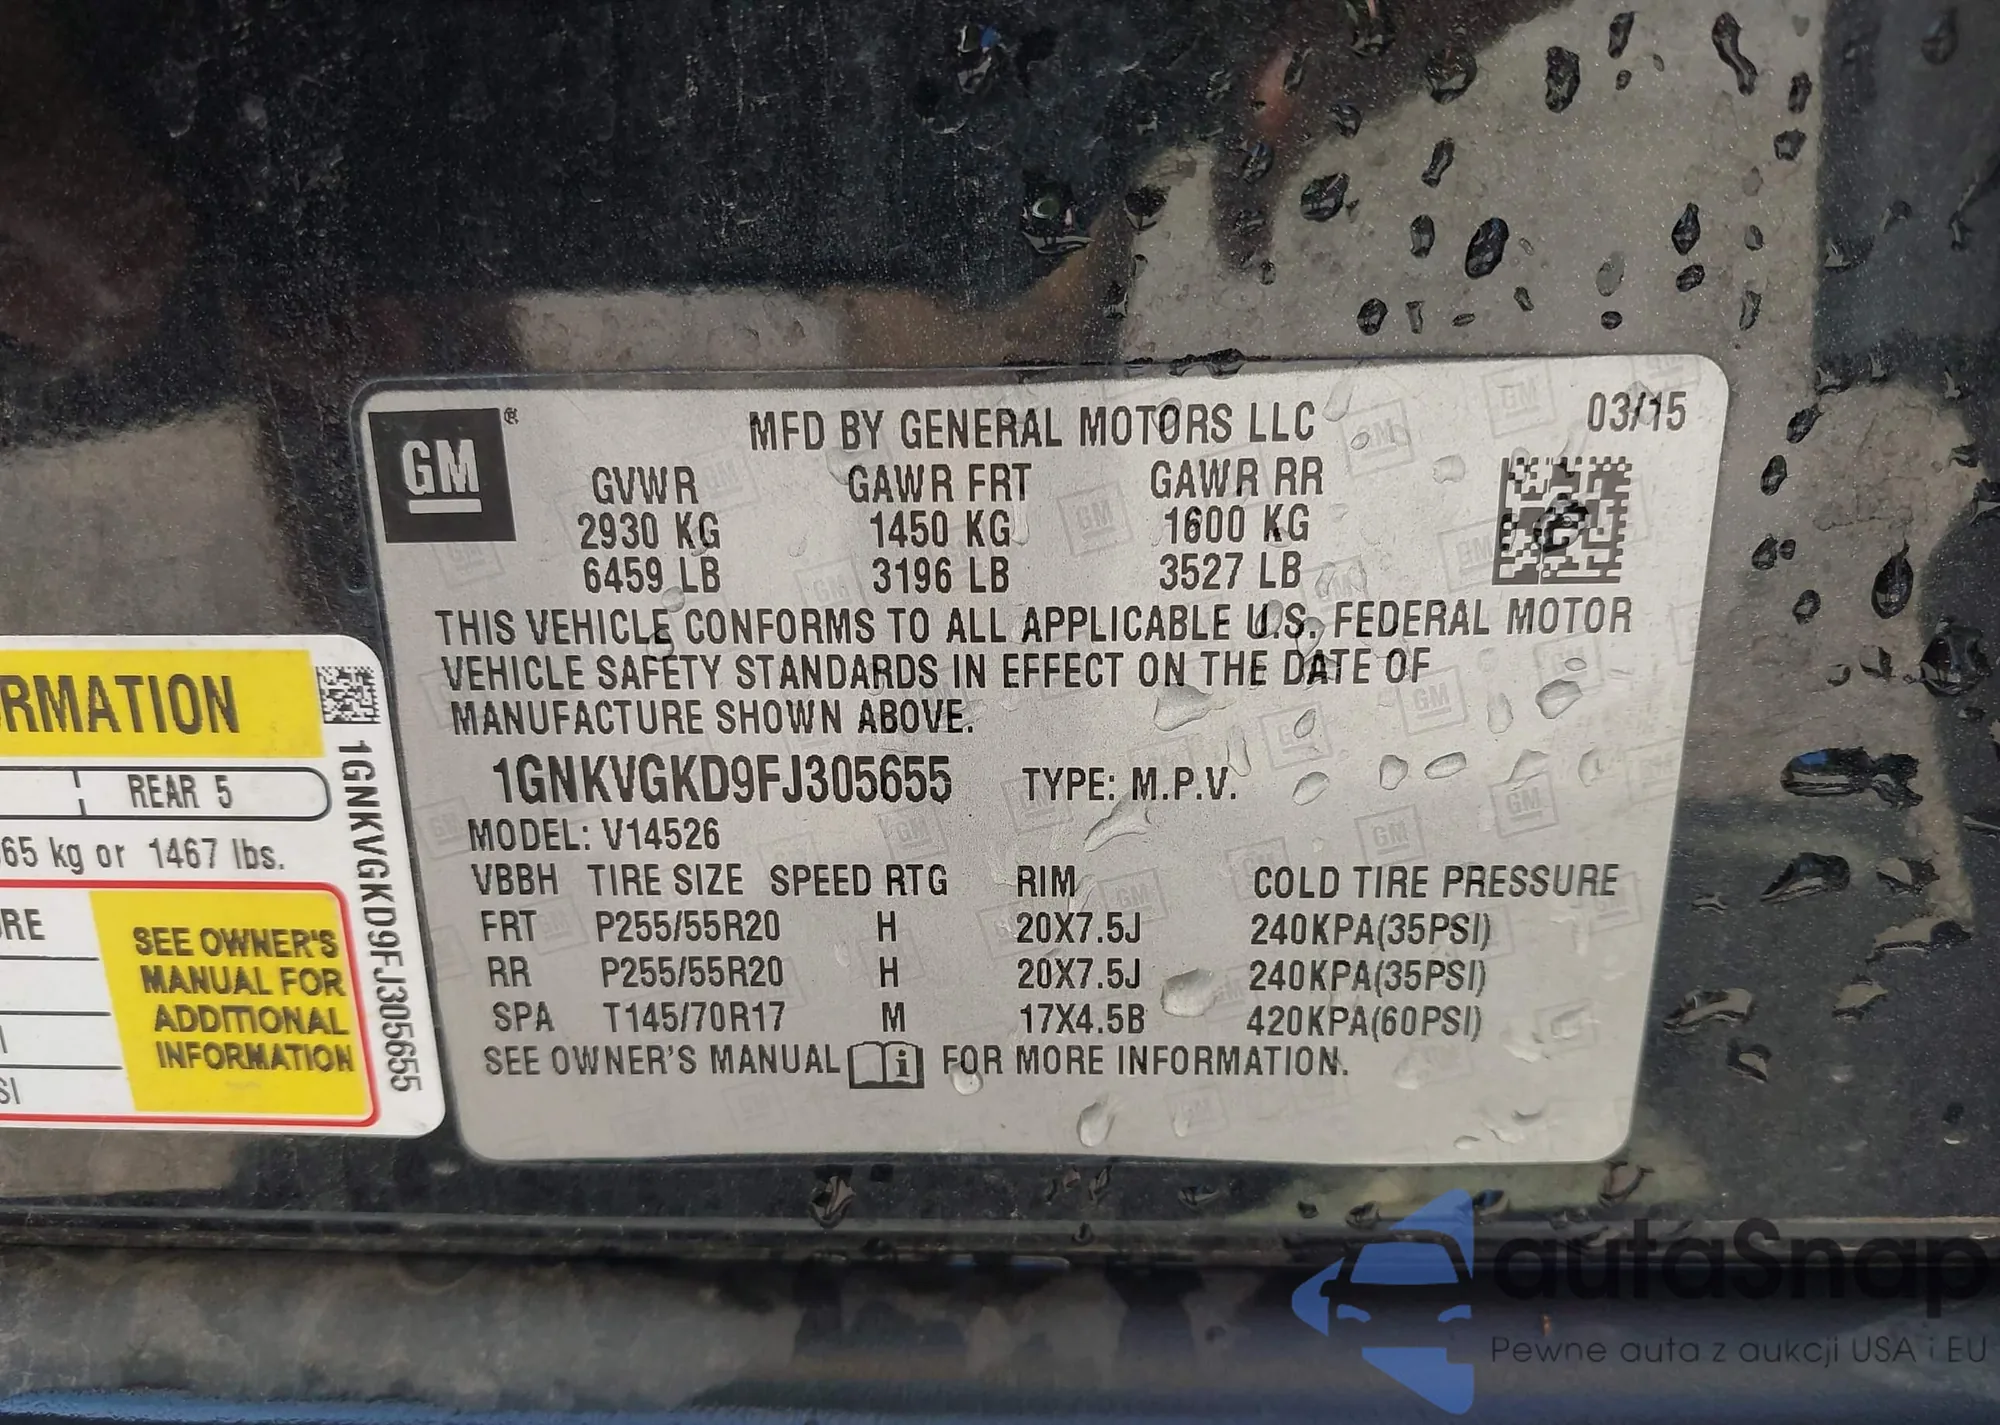 GM ®
MFD BY GENERAL MOTORS LLC 03/15
GVWR GAWR FRT GAWR RR
2930 KG 1450 KG 1600 KG
6459 LB 3196 LB 3527 LB
THIS VEHICLE CONFORMS TO ALL APPLICABLE U.S. FEDERAL MOTOR
VEHICLE SAFETY STANDARDS IN EFFECT ON THE DATE OF
MANUFACTURE SHOWN ABOVE.
1GNKVGKD9FJ305655 TYPE: M.P.V.
MODEL: V14526
VBBH TIRE SIZE SPEED RTG RIM COLD TIRE PRESSURE
FRT P255/55R20 H 20X7.5J 240KPA(35PSI)
RR P255/55R20 H 20X7.5J 240KPA(35PSI)
SPA T145/70R17 M 17X4.5B 420KPA(60PSI)
SEE OWNER'S MANUAL i FOR MORE INFORMATION.
RMATION
REAR 5
65 kg or 1467 lbs.
RE
SEE OWNER'S
MANUAL FOR
ADDITIONAL
INFORMATION
SI
1GNKVGKD9FJ305655
autaSnap
Pewne auta z aukcji USA i EU